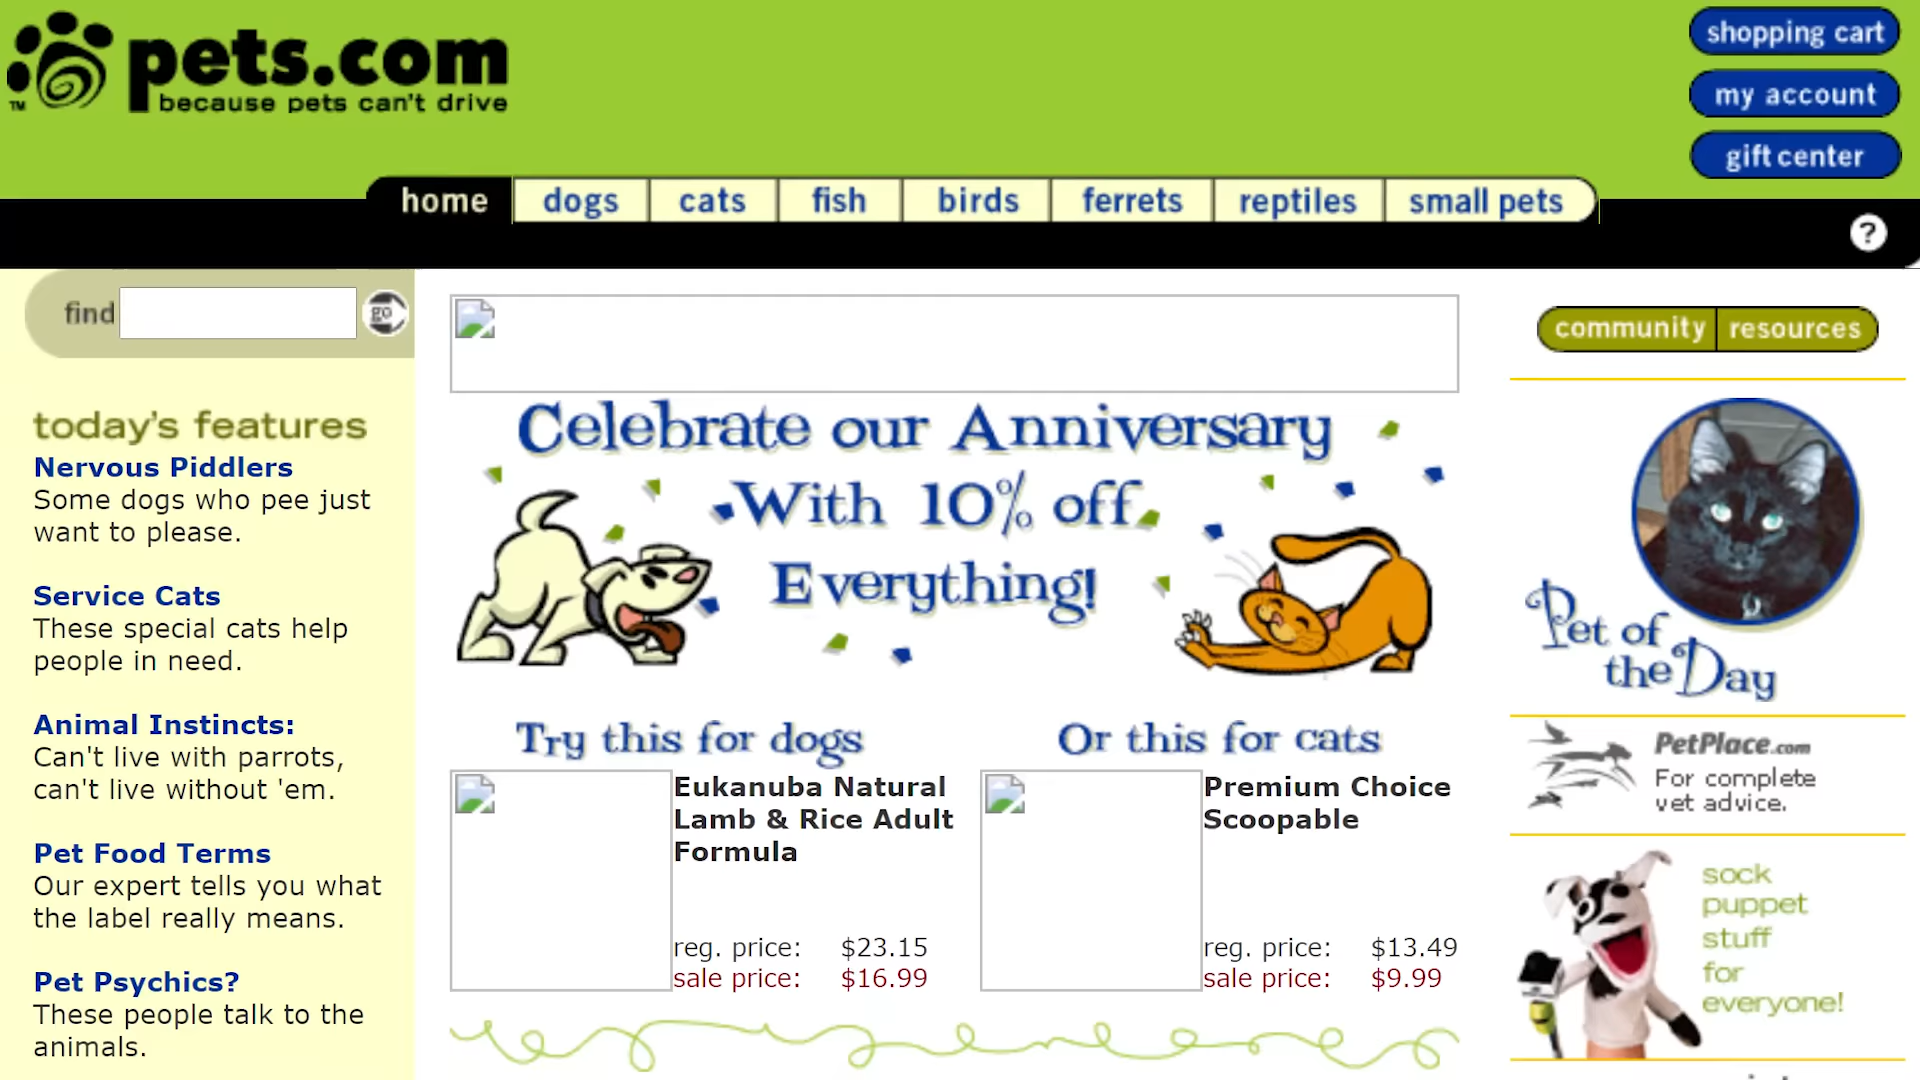 pets.com
TM because pets can't drive
shopping cart
my account
gift center
home dogs cats fish birds ferrets reptiles small pets
?
find go
community resources
today's features
Nervous Piddlers
Some dogs who pee just
want to please.
Service Cats
These special cats help
people in need.
Animal Instincts:
Can't live with parrots,
can't live without 'em.
Pet Food Terms
Our expert tells you what
the label really means.
Pet Psychics?
These people talk to the
animals.
Celebrate our Anniversary
With 10% off
Everything!
Try this for dogs
Eukanuba Natural
Lamb & Rice Adult
Formula
reg. price: $23.15
sale price: $16.99
Or this for cats
Premium Choice
Scoopable
reg. price: $13.49
sale price: $9.99
Pet of
the Day
PetPlace.com
For complete
vet advice.
sock
puppet
stuff
for
everyone!